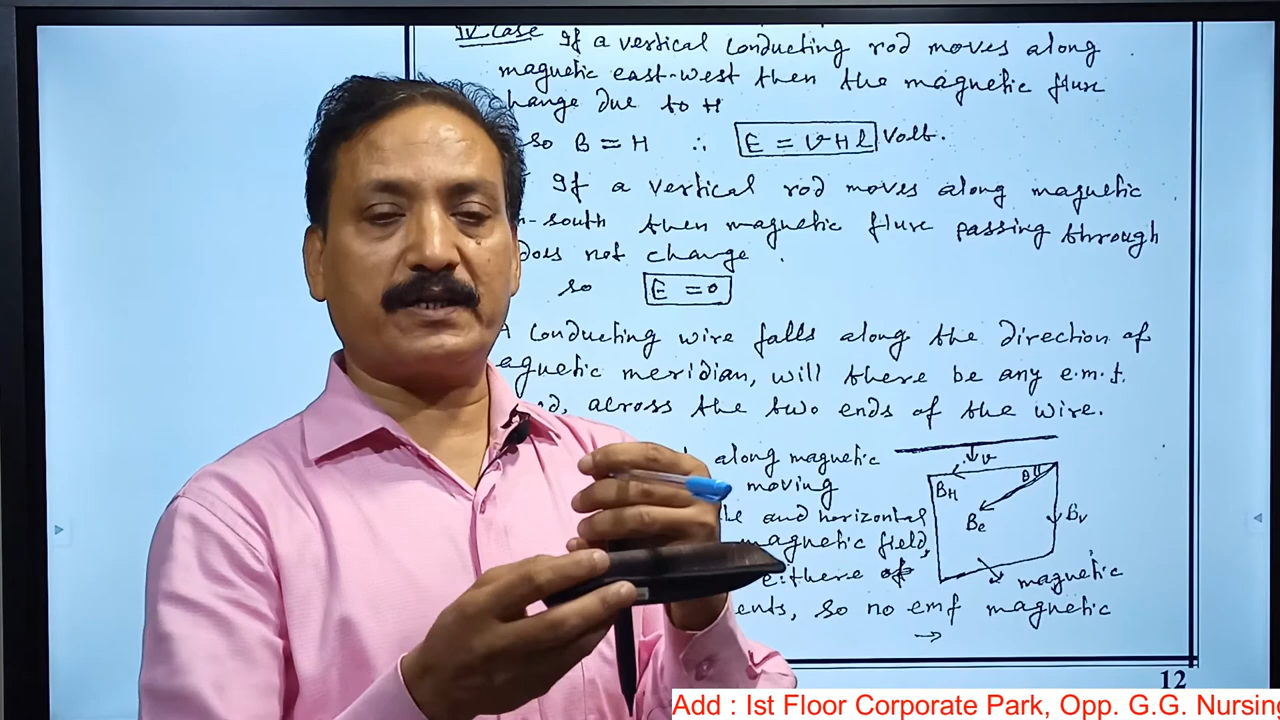 IV Case If a vertical conducting rod moves along
magnetic east-west then the magnetic flux
change due to H
so B = H ∴ E = vHl Volt.
If a vertical rod moves along magnetic
-south then magnetic flux passing through
does not change.
so E = 0
A conducting wire falls along the direction of
agnetic meridian, will there be any e.m.f.
across the two ends of the wire.
along magnetic
moving
and horizontal
magnetic field,
either of
ents, so no emf magnetic
v
BH
θ
Be
Bv
magnetic
12
Add : Ist Floor Corporate Park, Opp. G.G. Nursing